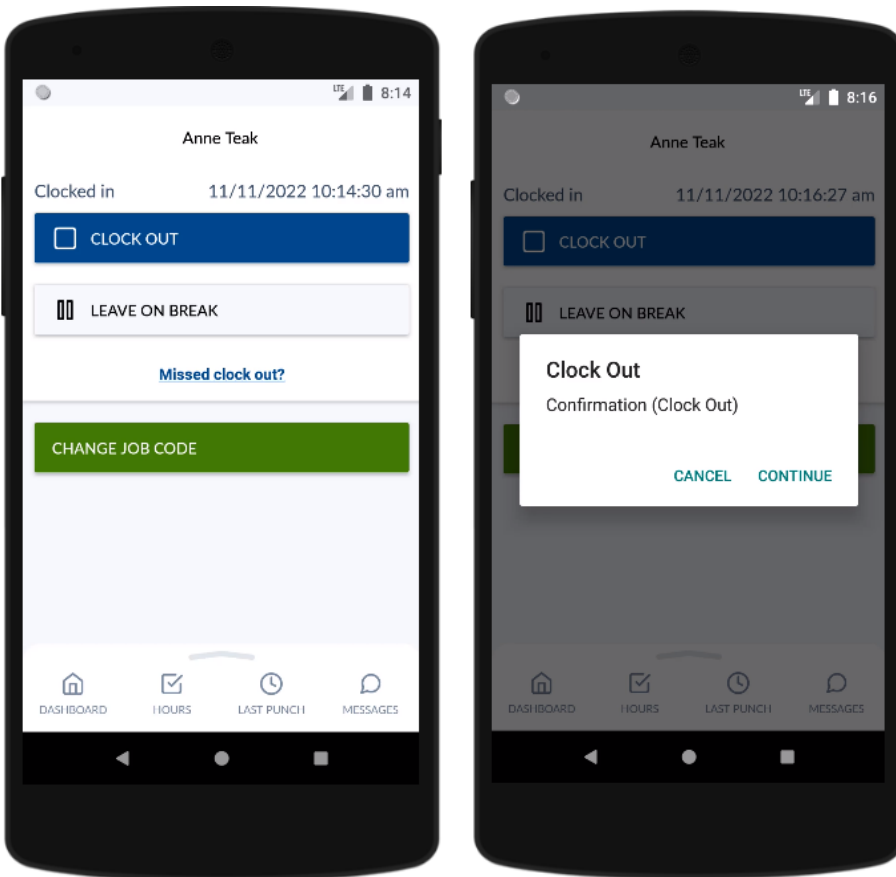 LTE 8:14
Anne Teak
Clocked in 11/11/2022 10:14:30 am
CLOCK OUT
LEAVE ON BREAK
Missed clock out?
CHANGE JOB CODE
DASHBOARD HOURS LAST PUNCH MESSAGES
LTE 8:16
Anne Teak
Clocked in 11/11/2022 10:16:27 am
CLOCK OUT
LEAVE ON BREAK
Clock Out
Confirmation (Clock Out)
CANCEL CONTINUE
DASHBOARD HOURS LAST PUNCH MESSAGES